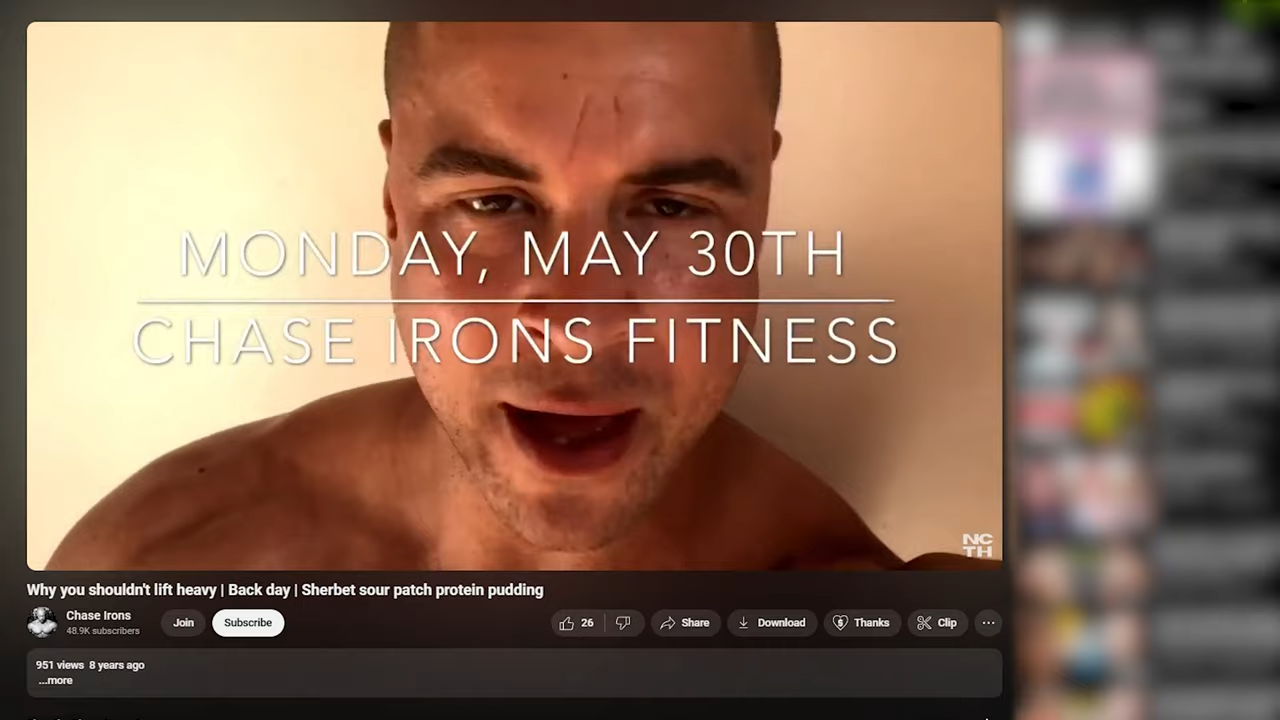 MONDAY, MAY 30TH
CHASE IRONS FITNESS
NC
TH
Why you shouldn't lift heavy | Back day | Sherbet sour patch protein pudding
Chase Irons
48.9K subscribers
Join
Subscribe
26
Share
Download
Thanks
Clip
951 views 8 years ago
...more